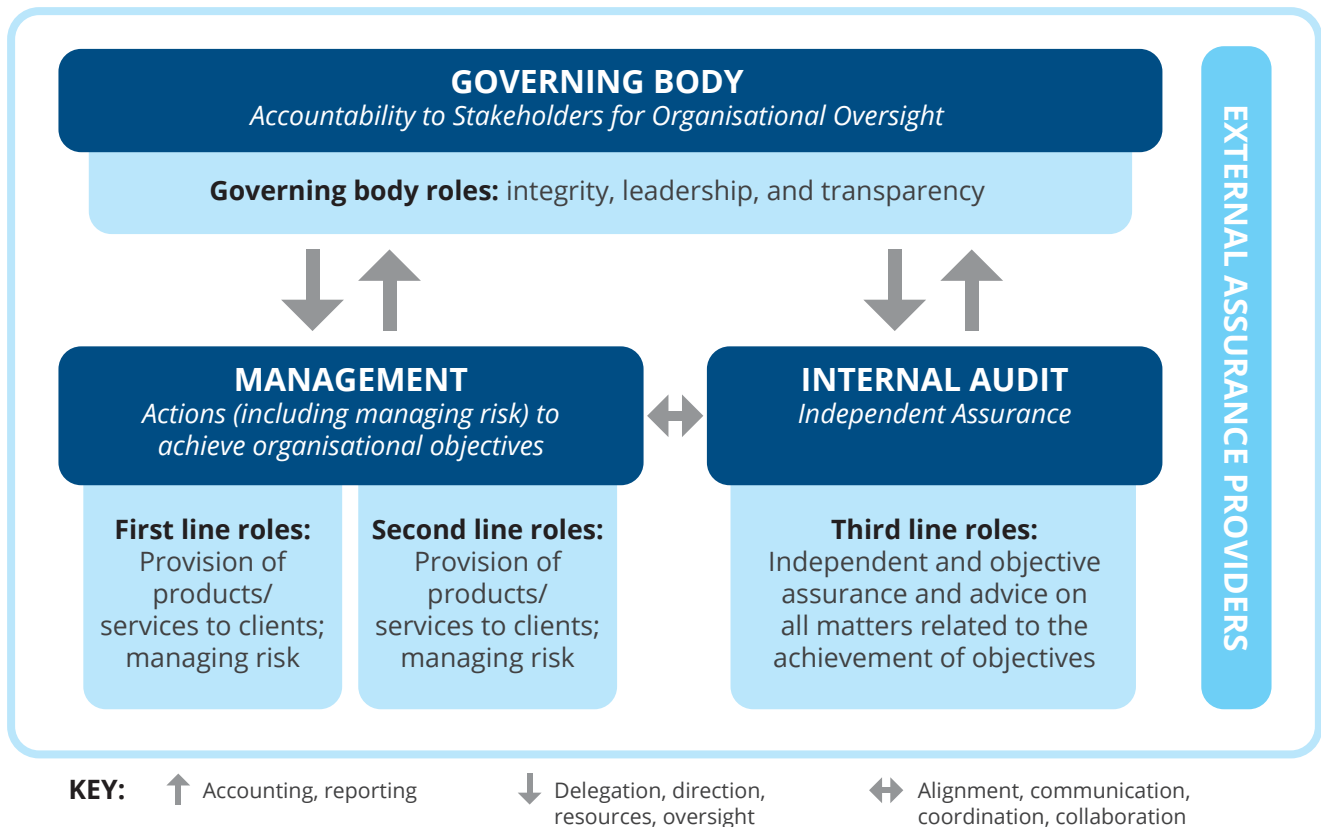 GOVERNING BODY
Accountability to Stakeholders for Organisational Oversight
Governing body roles: integrity, leadership, and transparency
MANAGEMENT
Actions (including managing risk) to
achieve organisational objectives
INTERNAL AUDIT
Independent Assurance
First line roles:
Provision of
products/
services to clients;
managing risk
Second line roles:
Provision of
products/
services to clients;
managing risk
Third line roles:
Independent and objective
assurance and advice on
all matters related to the
achievement of objectives
EXTERNAL ASSURANCE PROVIDERS
KEY:
Accounting, reporting
Delegation, direction,
resources, oversight
Alignment, communication,
coordination, collaboration